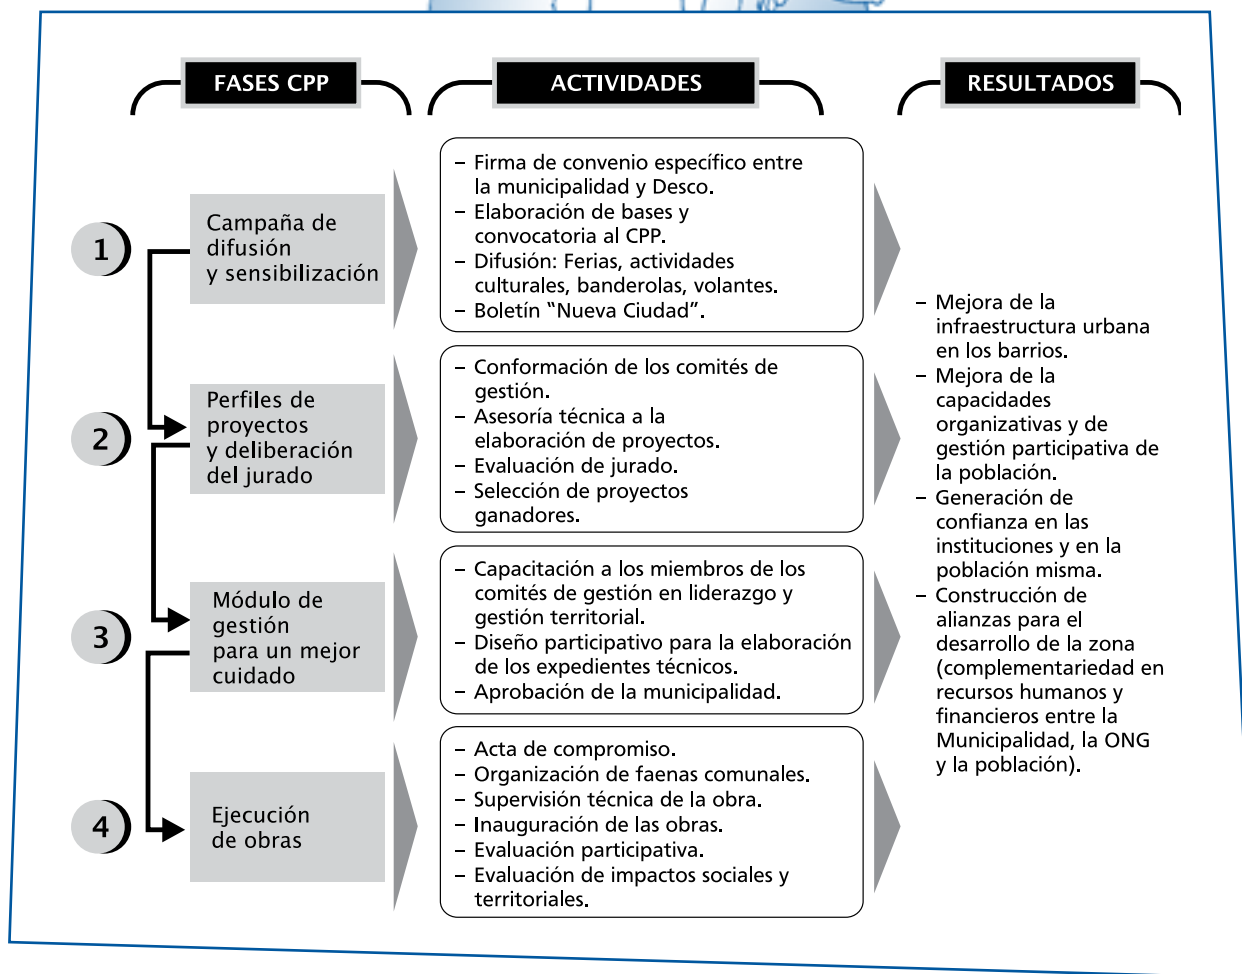 FASES CPP
ACTIVIDADES
RESULTADOS
1
Campaña de
difusión
y sensibilización
– Firma de convenio específico entre
la municipalidad y Desco.
– Elaboración de bases y
convocatoria al CPP.
– Difusión: Ferias, actividades
culturales, banderolas, volantes.
– Boletín “Nueva Ciudad”.
2
Perfiles de
proyectos
y deliberación
del jurado
– Conformación de los comités de
gestión.
– Asesoría técnica a la
elaboración de proyectos.
– Evaluación de jurado.
– Selección de proyectos
ganadores.
3
Módulo de
gestión
para un mejor
cuidado
– Capacitación a los miembros de los
comités de gestión en liderazgo y
gestión territorial.
– Diseño participativo para la elaboración
de los expedientes técnicos.
– Aprobación de la municipalidad.
4
Ejecución
de obras
– Acta de compromiso.
– Organización de faenas comunales.
– Supervisión técnica de la obra.
– Inauguración de las obras.
– Evaluación participativa.
– Evaluación de impactos sociales y
territoriales.
– Mejora de la
infraestructura urbana
en los barrios.
– Mejora de la
capacidades
organizativas y de
gestión participativa de
la población.
– Generación de
confianza en las
instituciones y en la
población misma.
– Construcción de
alianzas para el
desarrollo de la zona
(complementariedad en
recursos humanos y
financieros entre la
Municipalidad, la ONG
y la población).